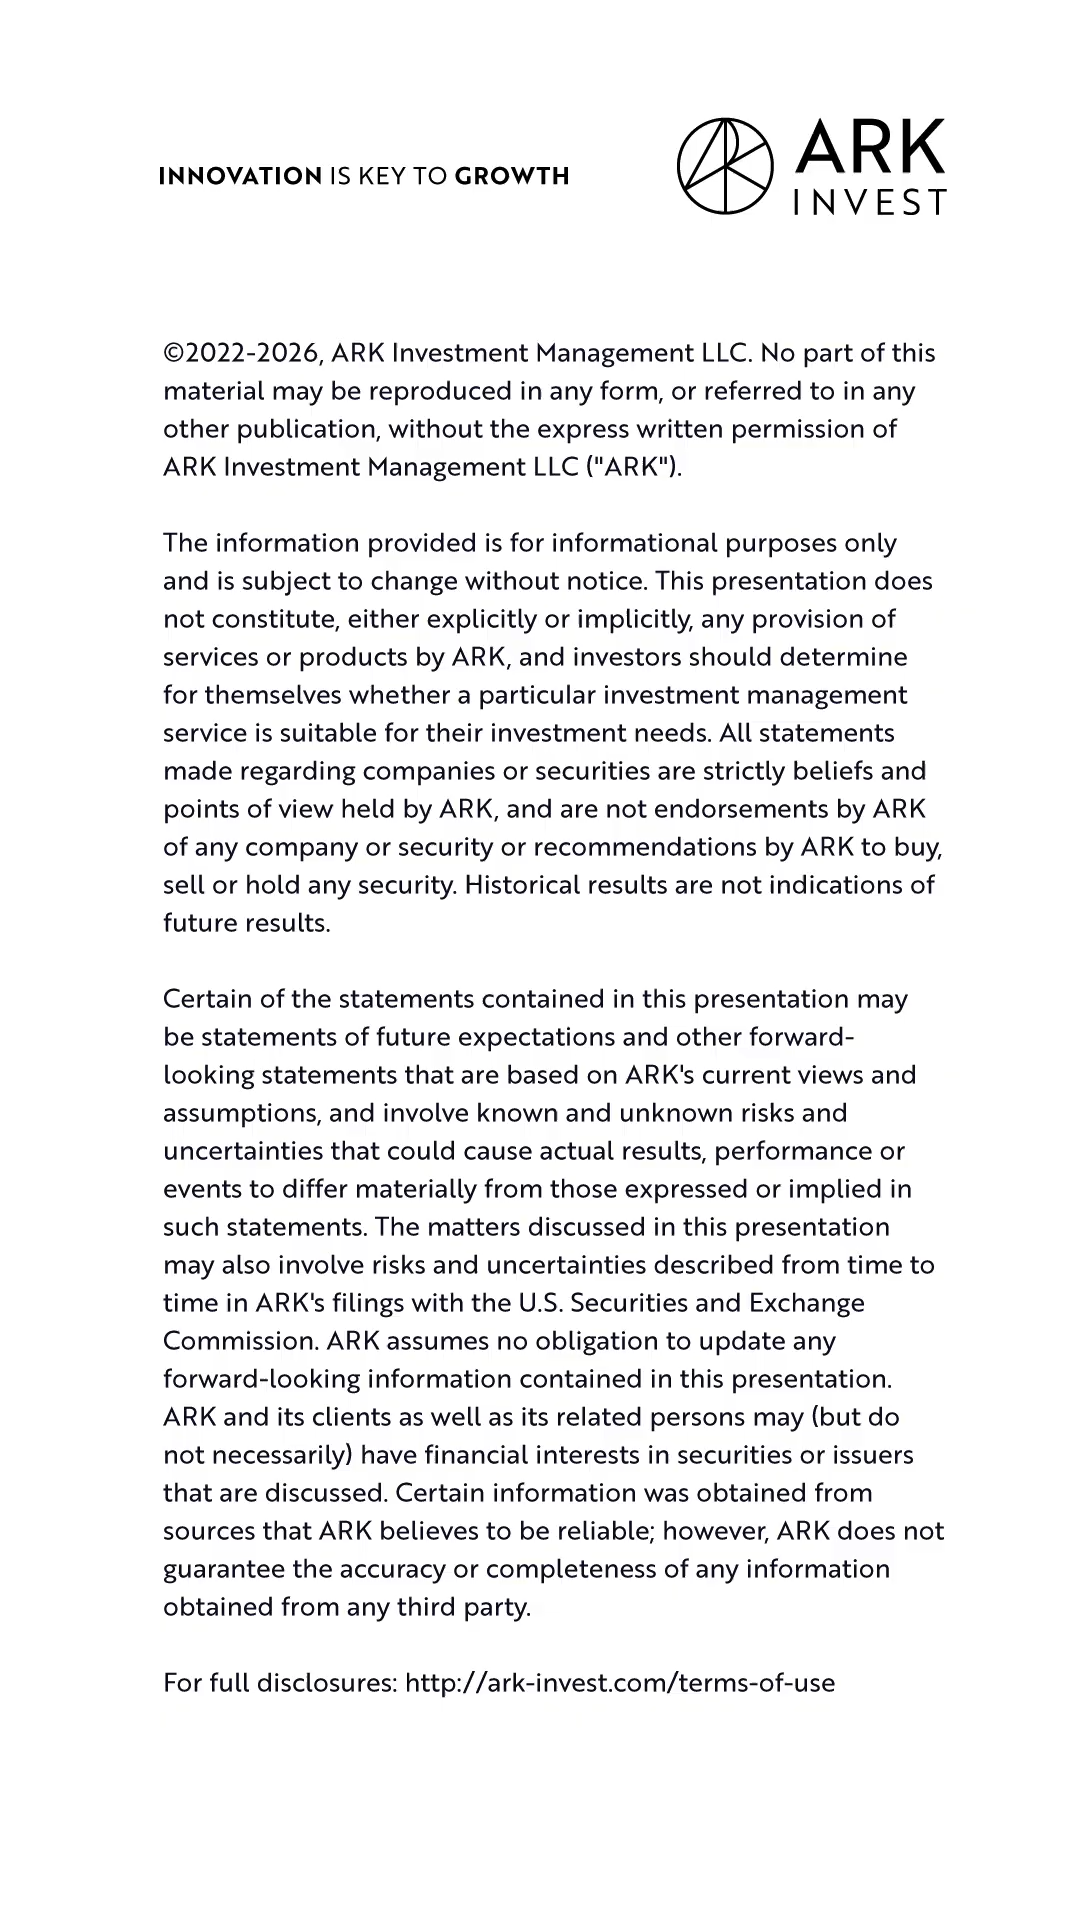 INNOVATION IS KEY TO GROWTH
ARK
INVEST
©2022-2026, ARK Investment Management LLC. No part of this
material may be reproduced in any form, or referred to in any
other publication, without the express written permission of
ARK Investment Management LLC ("ARK").
The information provided is for informational purposes only
and is subject to change without notice. This presentation does
not constitute, either explicitly or implicitly, any provision of
services or products by ARK, and investors should determine
for themselves whether a particular investment management
service is suitable for their investment needs. All statements
made regarding companies or securities are strictly beliefs and
points of view held by ARK, and are not endorsements by ARK
of any company or security or recommendations by ARK to buy,
sell or hold any security. Historical results are not indications of
future results.
Certain of the statements contained in this presentation may
be statements of future expectations and other forward-
looking statements that are based on ARK's current views and
assumptions, and involve known and unknown risks and
uncertainties that could cause actual results, performance or
events to differ materially from those expressed or implied in
such statements. The matters discussed in this presentation
may also involve risks and uncertainties described from time to
time in ARK's filings with the U.S. Securities and Exchange
Commission. ARK assumes no obligation to update any
forward-looking information contained in this presentation.
ARK and its clients as well as its related persons may (but do
not necessarily) have financial interests in securities or issuers
that are discussed. Certain information was obtained from
sources that ARK believes to be reliable; however, ARK does not
guarantee the accuracy or completeness of any information
obtained from any third party.
For full disclosures: http://ark-invest.com/terms-of-use